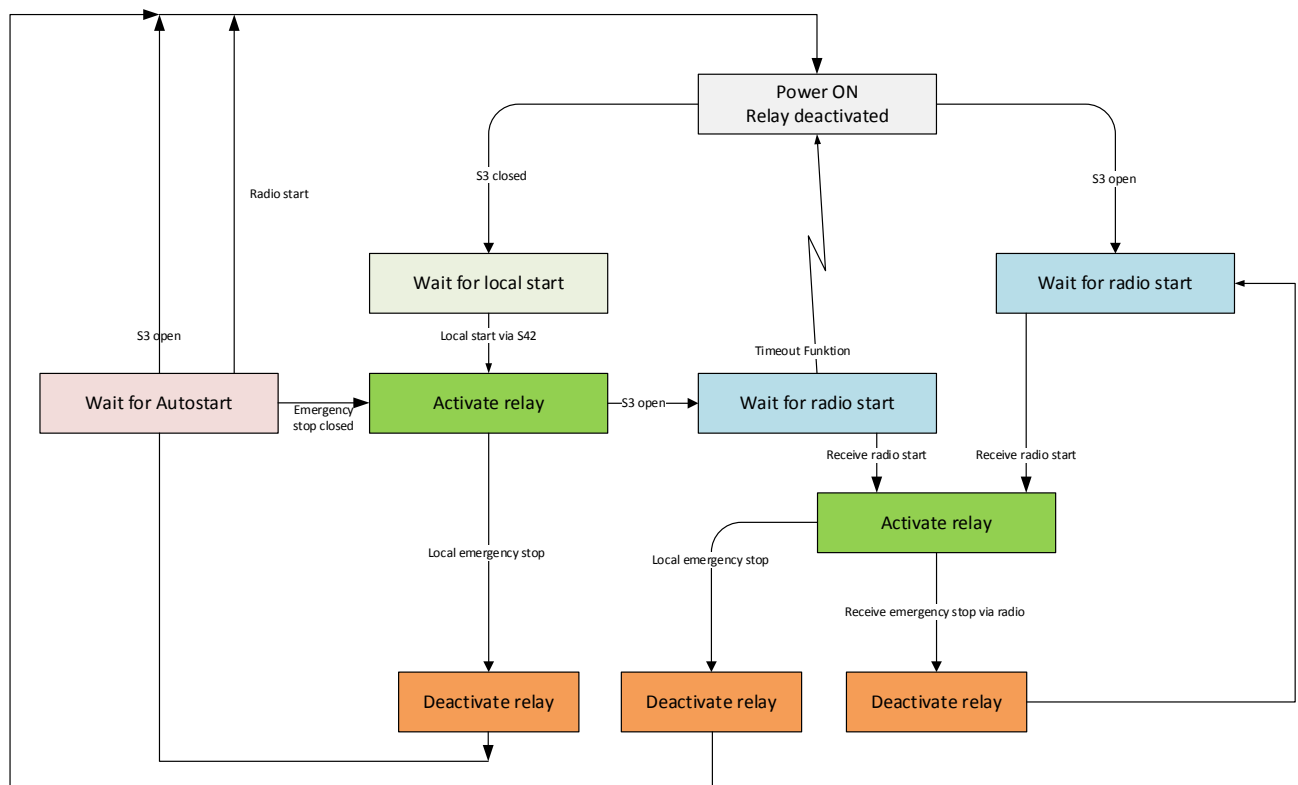 Power ON
Relay deactivated
S3 closed
S3 open
Radio start
Wait for local start
Wait for radio start
S3 open
Local start via S42
Timeout Funktion
Wait for Autostart
Emergency
stop closed
Activate relay
S3 open
Wait for radio start
Receive radio start
Receive radio start
Activate relay
Local emergency stop
Local emergency stop
Receive emergency stop via radio
Deactivate relay
Deactivate relay
Deactivate relay